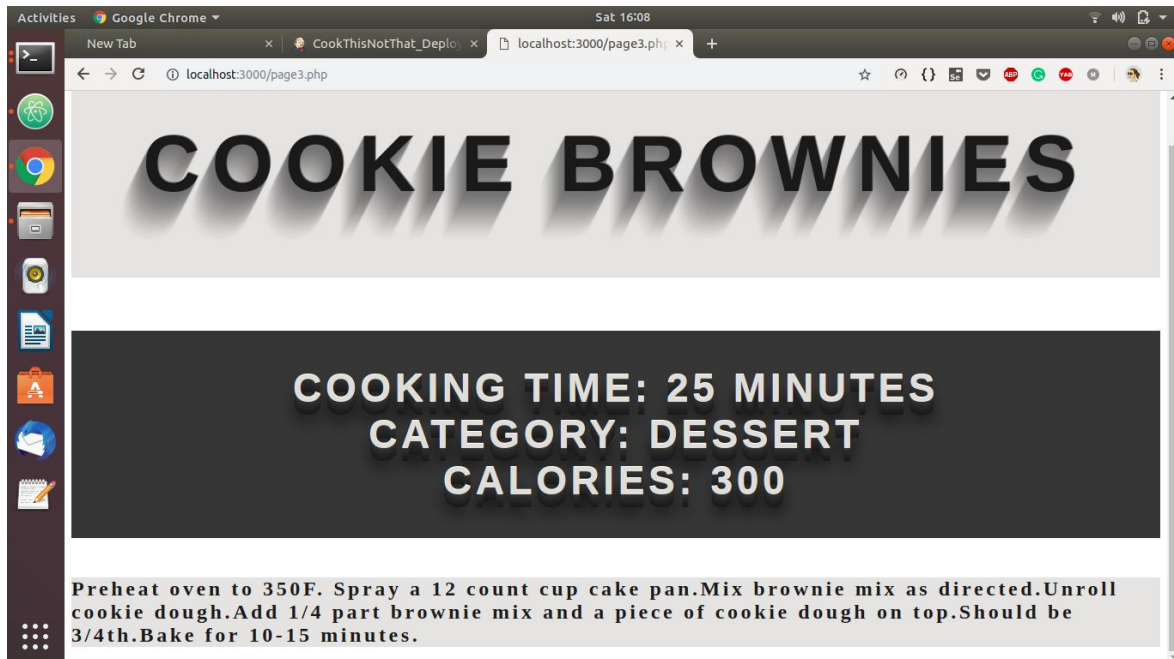 Activities Google Chrome Sat 16:08
New Tab CookThisNotThat_Deploy localhost:3000/page3.php
localhost:3000/page3.php
COOKIE BROWNIES
COOKING TIME: 25 MINUTES
CATEGORY: DESSERT
CALORIES: 300
Preheat oven to 350F. Spray a 12 count cup cake pan.Mix brownie mix as directed.Unroll
cookie dough.Add 1/4 part brownie mix and a piece of cookie dough on top.Should be
3/4th.Bake for 10-15 minutes.